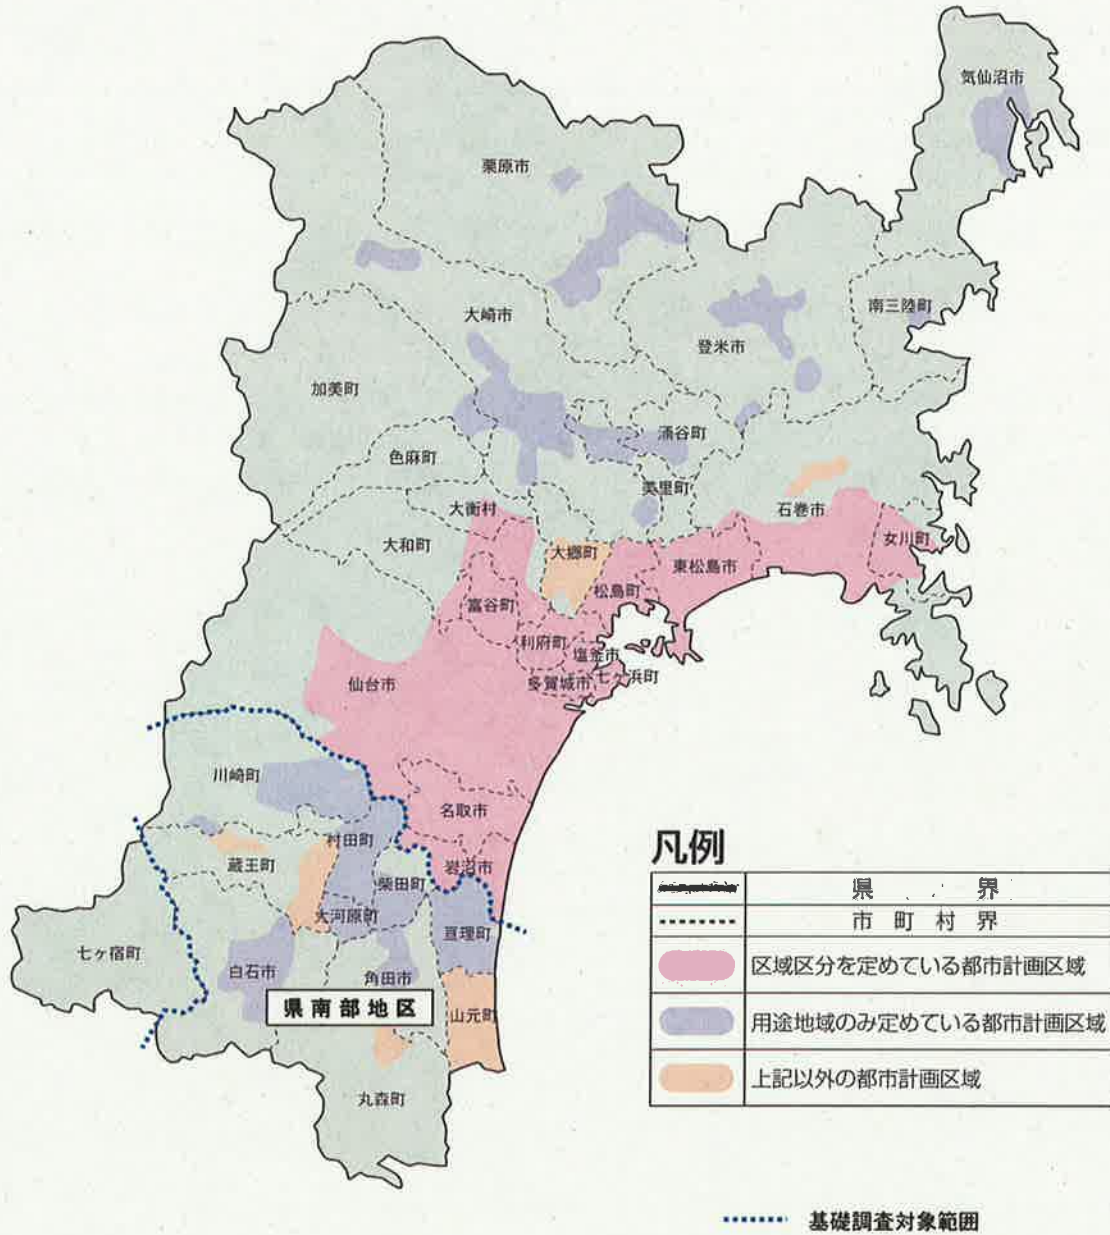 気仙沼市
栗原市
南三陸町
大崎市
登米市
加美町
涌谷町
色麻町
美里町
大衡村
石巻市
大和町
大郷町
女川町
東松島市
松島町
富谷町
利府町
塩釜市
仙台市
多賀城市
七ヶ浜町
川崎町
名取市
村田町
蔵王町
岩沼市
柴田町
大河原町
亘理町
七ヶ宿町
白石市
角田市
県南部地区
山元町
丸森町
凡例
県 界
市町村界
区域区分を定めている都市計画区域
用途地域のみ定めている都市計画区域
上記以外の都市計画区域
基礎調査対象範囲